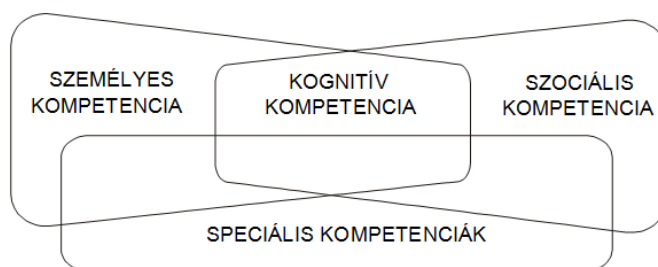 SZEMÉLYES
KOMPETENCIA
KOGNITÍV
KOMPETENCIA
SZOCIÁLIS
KOMPETENCIA
SPECIÁLIS KOMPETENCIÁK